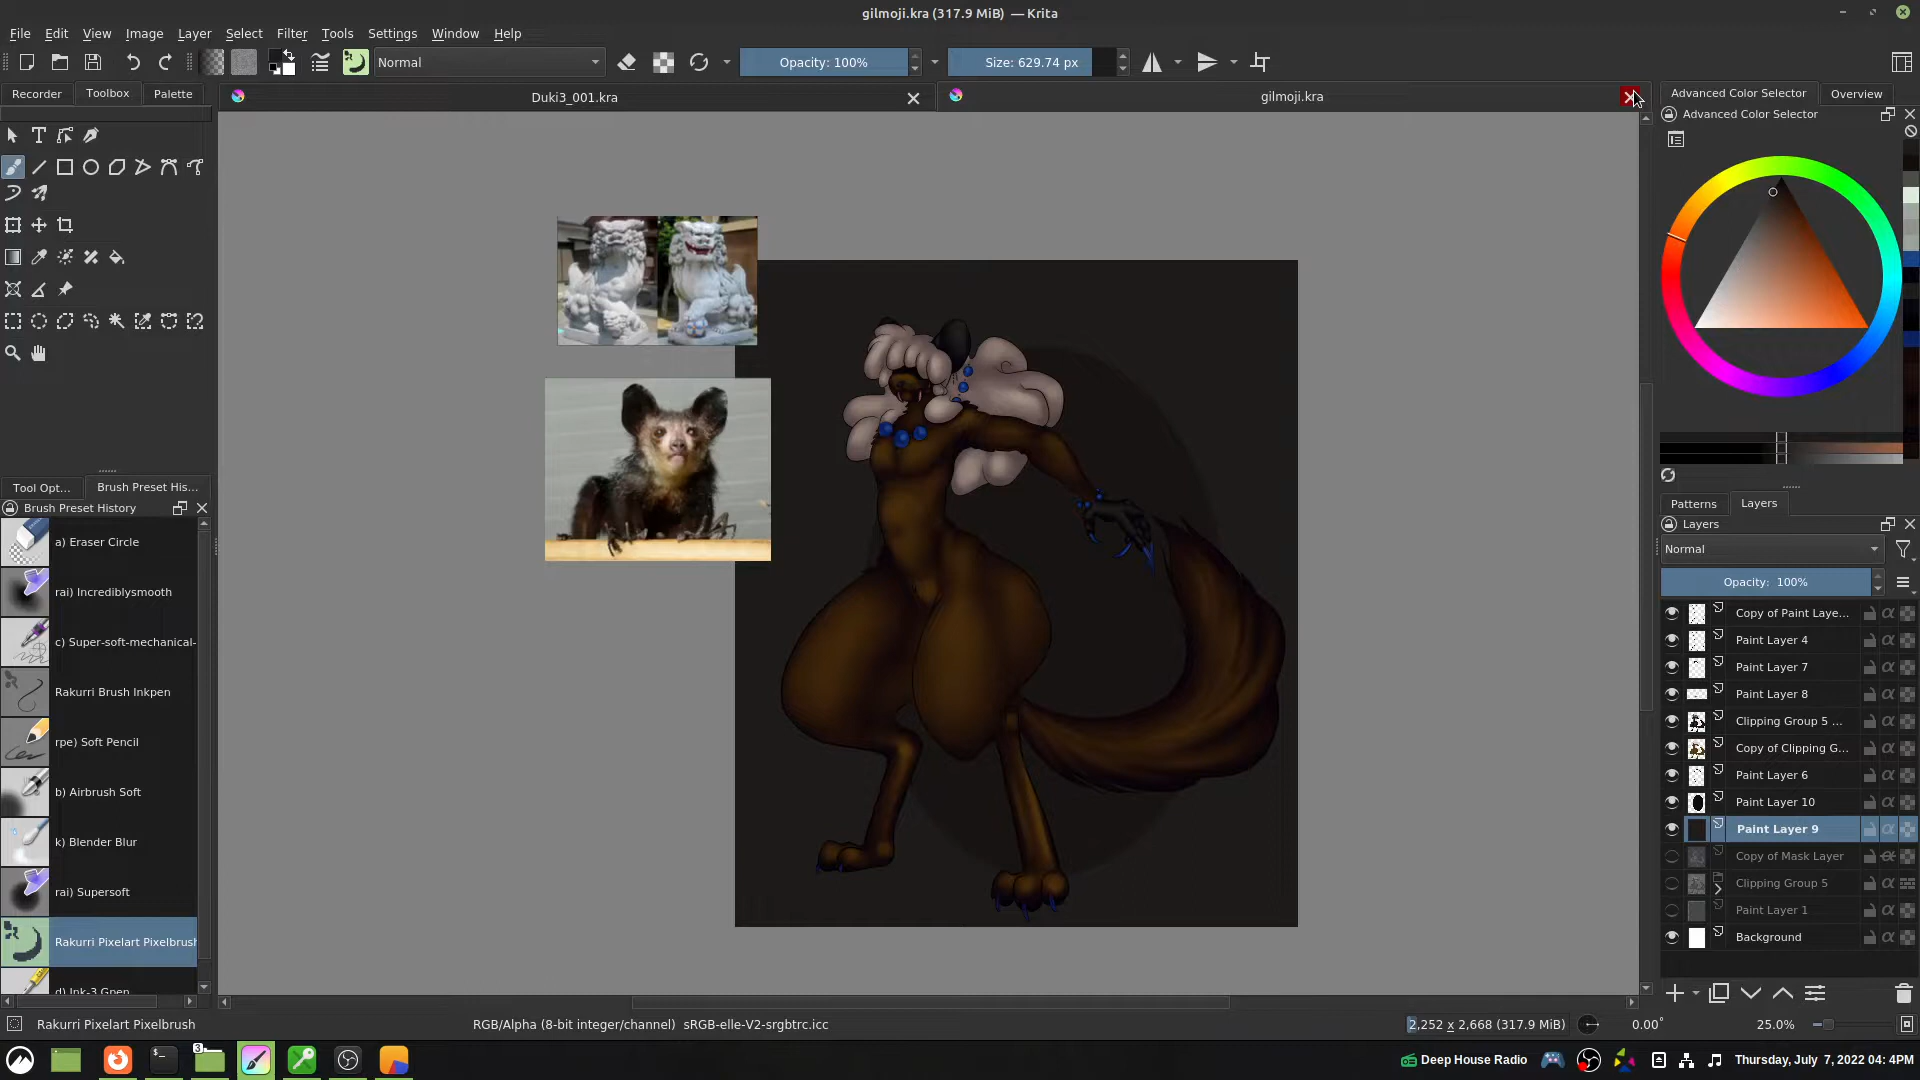 gilmoji.kra (317.9 MiB) — Krita
File Edit View Image Layer Select Filter Tools Settings Window Help
Normal Opacity: 100% Size: 629.74 px
Recorder Toolbox Palette
Duki3_001.kra
gilmoji.kra
Advanced Color Selector Overview
Advanced Color Selector
Tool Opt... Brush Preset His...
Brush Preset History
a) Eraser Circle
rai) Incrediblysmooth
c) Super-soft-mechanical-
Rakurri Brush Inkpen
rpe) Soft Pencil
b) Airbrush Soft
k) Blender Blur
rai) Supersoft
Rakurri Pixelart Pixelbrush
d) Ink-3 Gpen
Patterns Layers
Layers
Normal
Opacity: 100%
Copy of Paint Laye...
Paint Layer 4
Paint Layer 7
Paint Layer 8
Clipping Group 5 ...
Copy of Clipping G...
Paint Layer 6
Paint Layer 10
Paint Layer 9
Copy of Mask Layer
Clipping Group 5
Paint Layer 1
Background
Rakurri Pixelart Pixelbrush
RGB/Alpha (8-bit integer/channel) sRGB-elle-V2-srgbtrc.icc
2,252 x 2,668 (317.9 MiB)
0.00°
25.0%
3
Deep House Radio
Thursday, July 7, 2022 04: 4PM